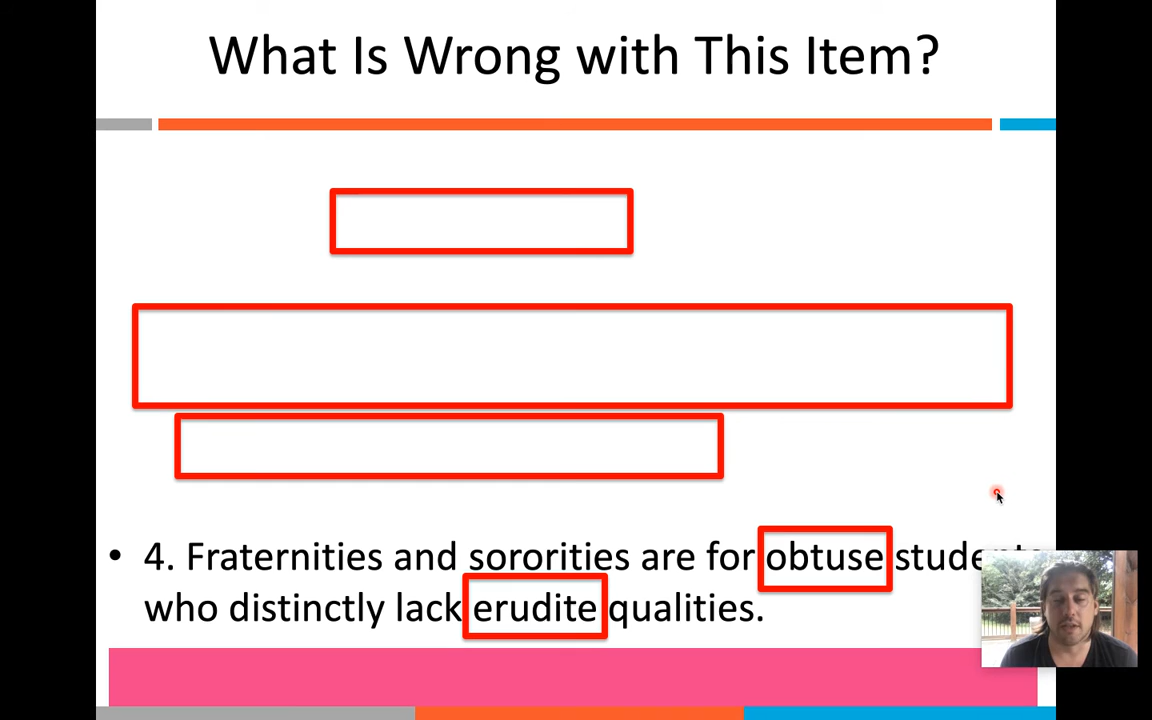 What Is Wrong with This Item?
• 4. Fraternities and sororities are for obtuse
who distinctly lack erudite qualities.